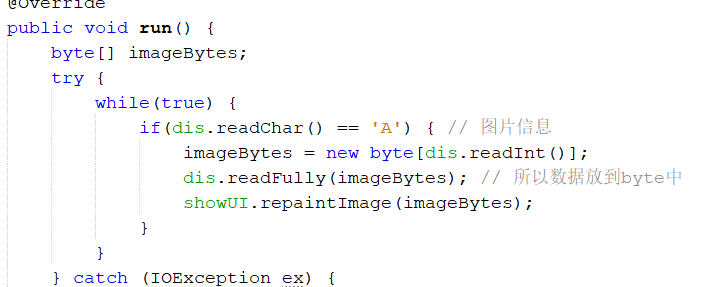 @Override
public void run() {
byte[] imageBytes;
try {
while(true) {
if(dis.readChar() == 'A') { // 图片信息
imageBytes = new byte[dis.readInt()];
dis.readFully(imageBytes); // 所以数据放到byte中
showUI.repaintImage(imageBytes);
}
}
} catch (IOException ex) {